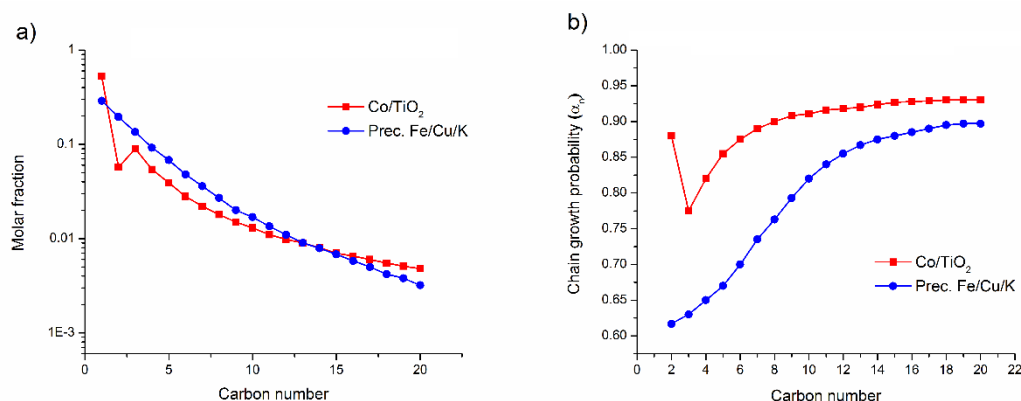 a)
1
0.1
0.01
1E-3
Molar fraction
Co/TiO₂
Prec. Fe/Cu/K
0
5
10
15
20
Carbon number
b)
1.00
0.95
0.90
0.85
0.80
0.75
0.70
0.65
0.60
Chain growth probability (αₙ)
Co/TiO₂
Prec. Fe/Cu/K
0 2 4 6 8 10 12 14 16 18 20 22
Carbon number